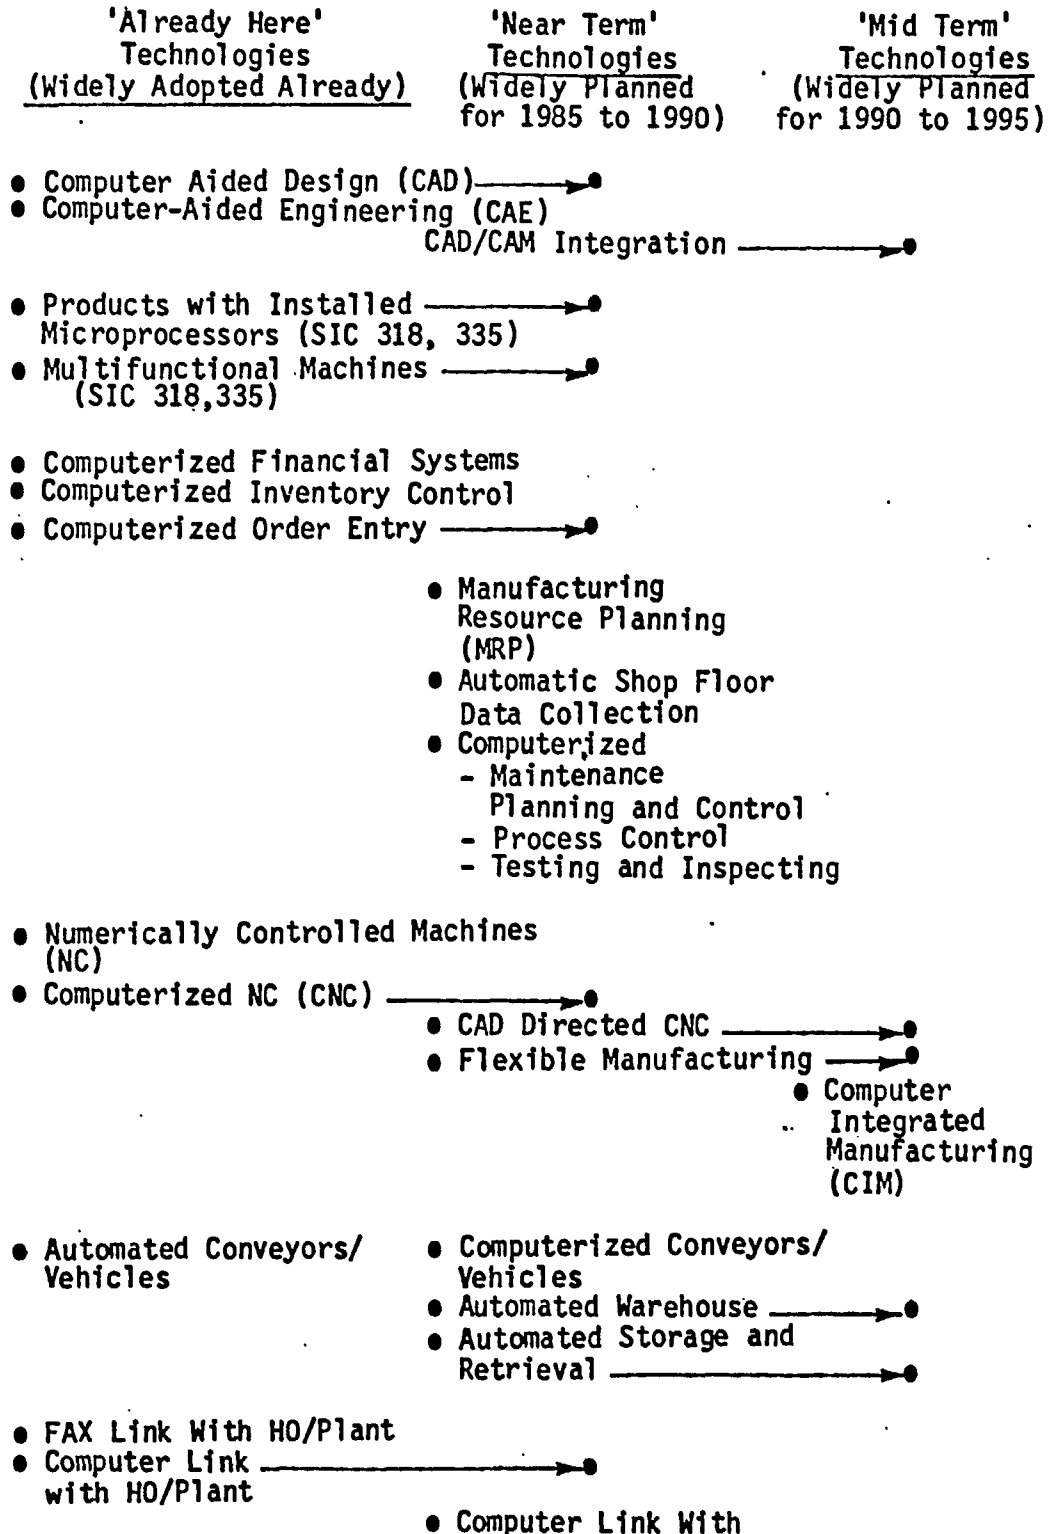 'Already Here'
Technologies
(Widely Adopted Already)
'Near Term'
Technologies
(Widely Planned
for 1985 to 1990)
'Mid Term'
Technologies
(Widely Planned
for 1990 to 1995)
● Computer Aided Design (CAD)
● Computer-Aided Engineering (CAE)
CAD/CAM Integration
● Products with Installed
Microprocessors (SIC 318, 335)
● Multifunctional Machines
(SIC 318,335)
● Computerized Financial Systems
● Computerized Inventory Control
● Computerized Order Entry
● Manufacturing
Resource Planning
(MRP)
● Automatic Shop Floor
Data Collection
● Computerized
- Maintenance
Planning and Control
- Process Control
- Testing and Inspecting
● Numerically Controlled Machines
(NC)
● Computerized NC (CNC)
● CAD Directed CNC
● Flexible Manufacturing
● Computer
Integrated
Manufacturing
(CIM)
● Automated Conveyors/
Vehicles
● Computerized Conveyors/
Vehicles
● Automated Warehouse
● Automated Storage and
Retrieval
● FAX Link With HO/Plant
● Computer Link
with HO/Plant
● Computer Link With